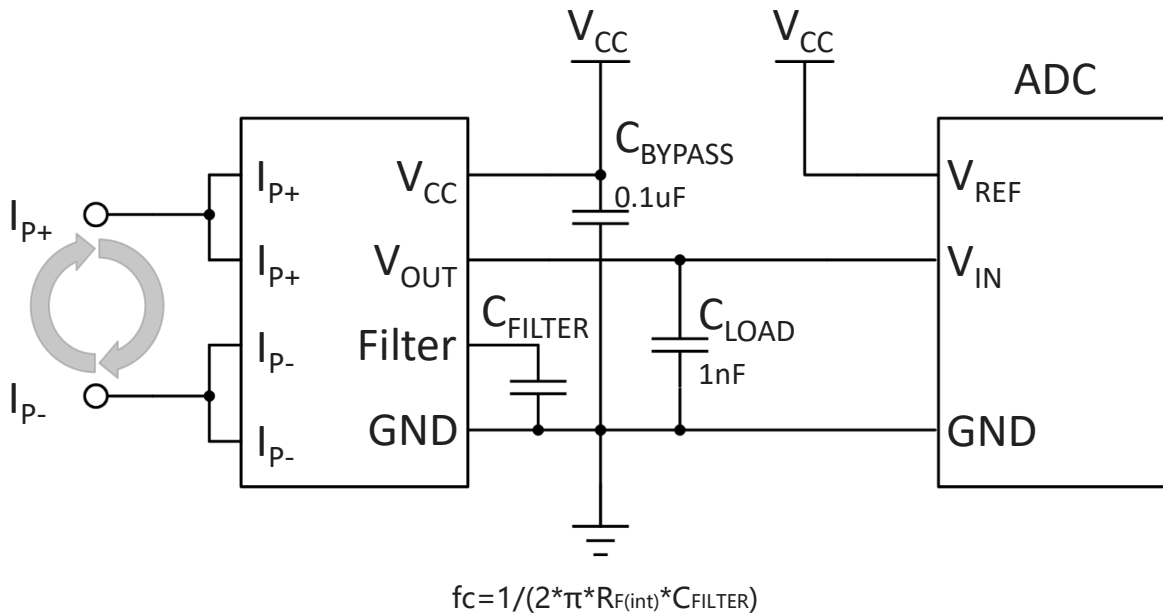 VCC
VCC
ADC
CBYPASS
0.1uF
IP+
VCC
VREF
IP+
IP+
VOUT
VIN
CFILTER
CLOAD
IP-
Filter
1nF
IP-
IP-
GND
GND
fc=1/(2*π*RF(int)*CFILTER)